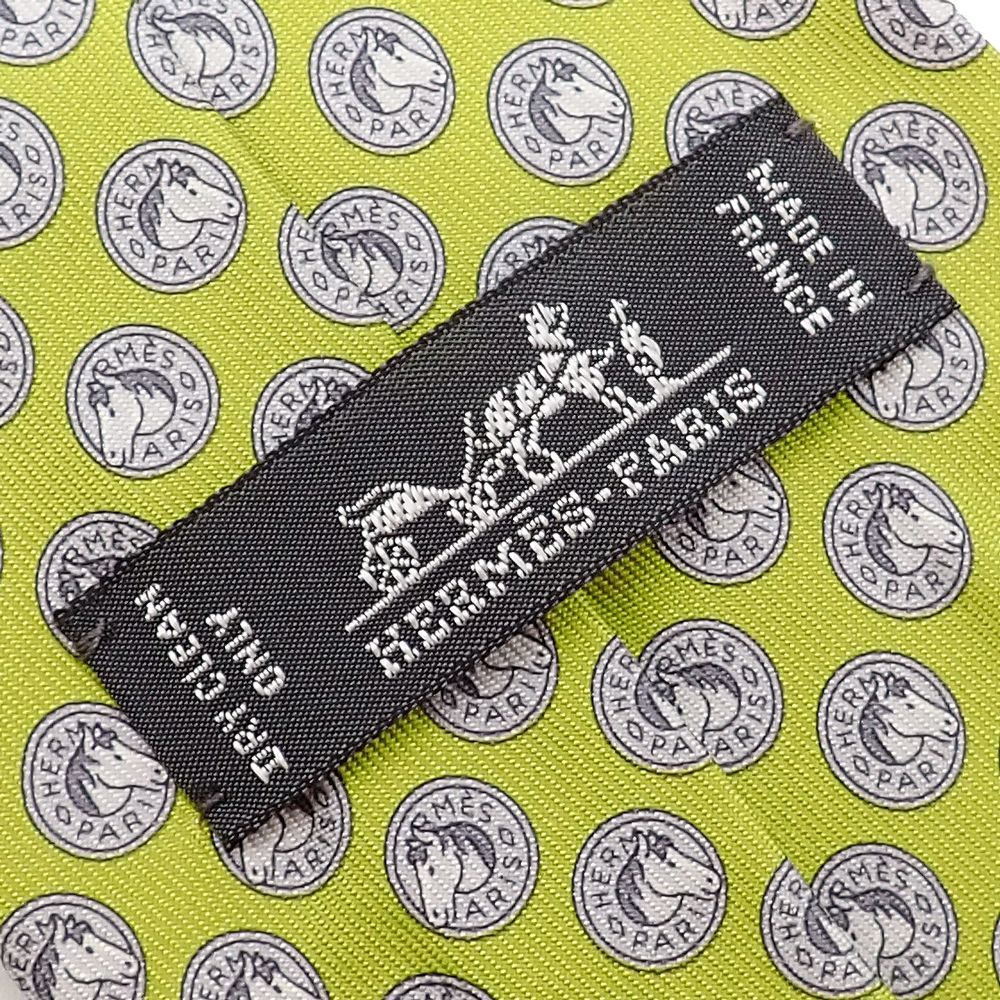 MADE IN
FRANCE
HERMÈS-PARIS
DRY CLEAN
ONLY
HERMÈS
PARIS